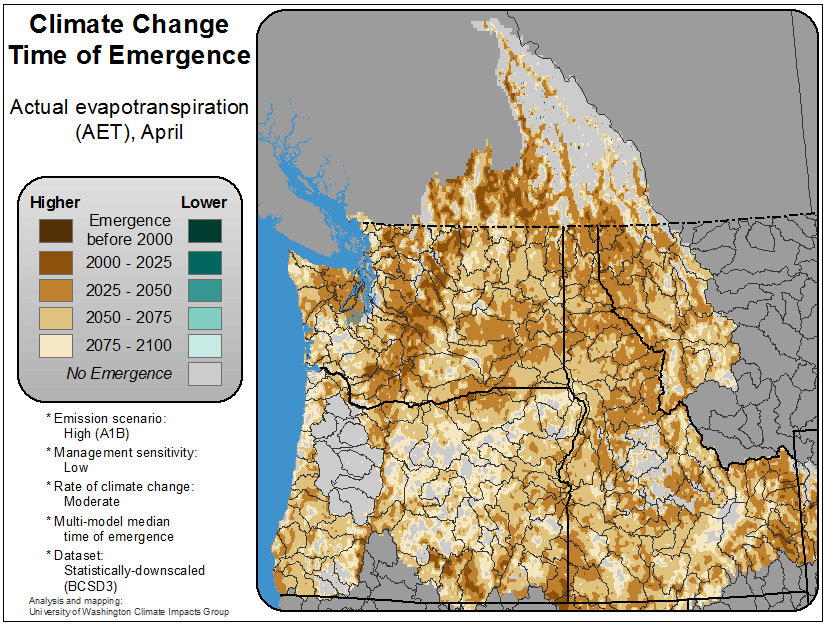 Climate Change
Time of Emergence
Actual evapotranspiration
(AET), April
Higher Lower
Emergence
before 2000
2000 - 2025
2025 - 2050
2050 - 2075
2075 - 2100
No Emergence
* Emission scenario:
High (A1B)
* Management sensitivity:
Low
* Rate of climate change:
Moderate
* Multi-model median
time of emergence
* Dataset:
Statistically-downscaled
(BCSD3)
Analysis and mapping:
University of Washington Climate Impacts Group